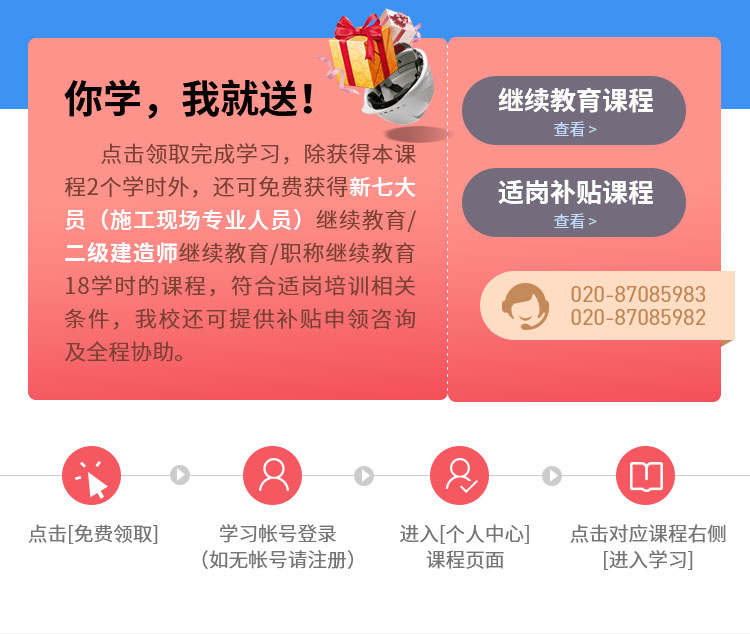 你学，我就送！
点击领取完成学习，除获得本课
程2个学时外，还可免费获得新七大
员（施工现场专业人员）继续教育/
二级建造师继续教育/职称继续教育
18学时的课程，符合适岗培训相关
条件，我校还可提供补贴申领咨询
及全程协助。
继续教育课程
查看>
适岗补贴课程
查看>
020-87085983
020-87085982
点击[免费领取]
学习帐号登录
（如无帐号请注册）
进入[个人中心]
课程页面
点击对应课程右侧
[进入学习]